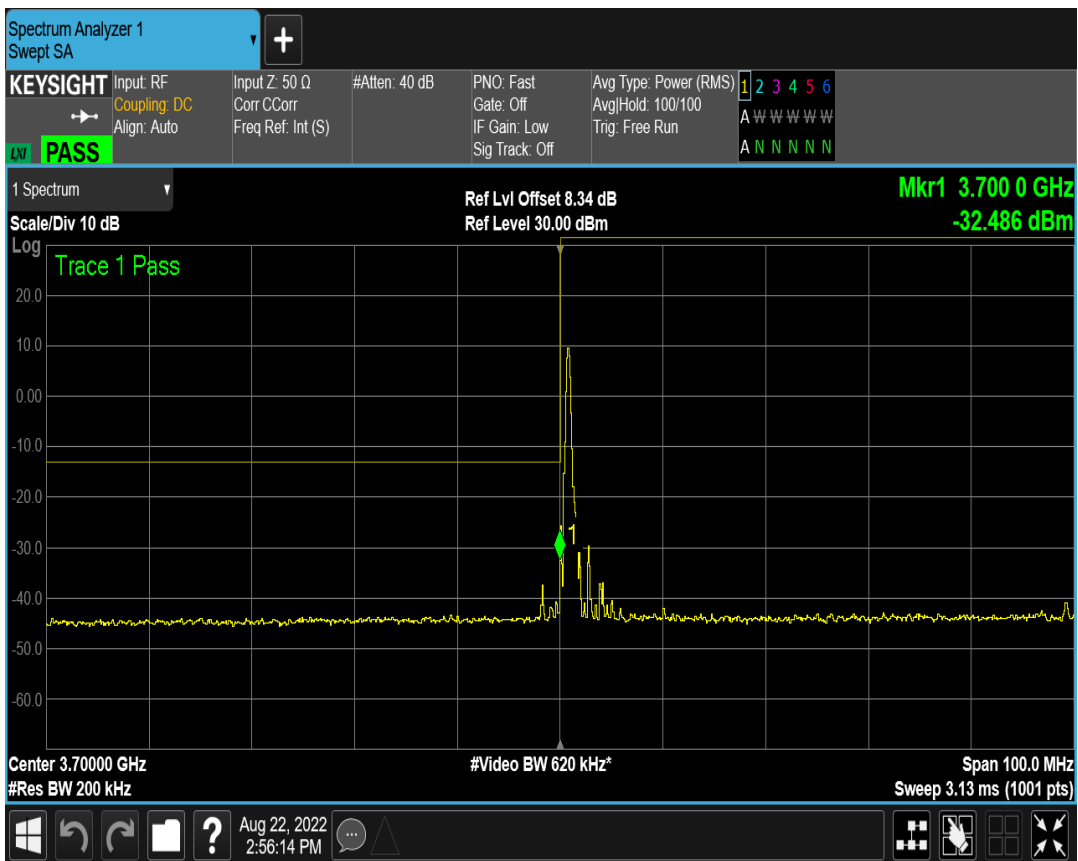 Spectrum Analyzer 1
Swept SA
+
KEYSIGHT
Input: RF
Coupling: DC
Align: Auto
LXI PASS
Input Z: 50 Ω
Corr CCorr
Freq Ref: Int (S)
#Atten: 40 dB
PNO: Fast
Gate: Off
IF Gain: Low
Sig Track: Off
Avg Type: Power (RMS)
Avg|Hold: 100/100
Trig: Free Run
1 2 3 4 5 6
A W W W W W
A N N N N N
1 Spectrum
Scale/Div 10 dB
Ref Lvl Offset 8.34 dB
Ref Level 30.00 dBm
Mkr1 3.700 0 GHz
-32.486 dBm
Log
Trace 1 Pass
20.0
10.0
0.00
-10.0
-20.0
-30.0
-40.0
-50.0
-60.0
1
Center 3.70000 GHz
#Res BW 200 kHz
#Video BW 620 kHz*
Span 100.0 MHz
Sweep 3.13 ms (1001 pts)
?
Aug 22, 2022
2:56:14 PM